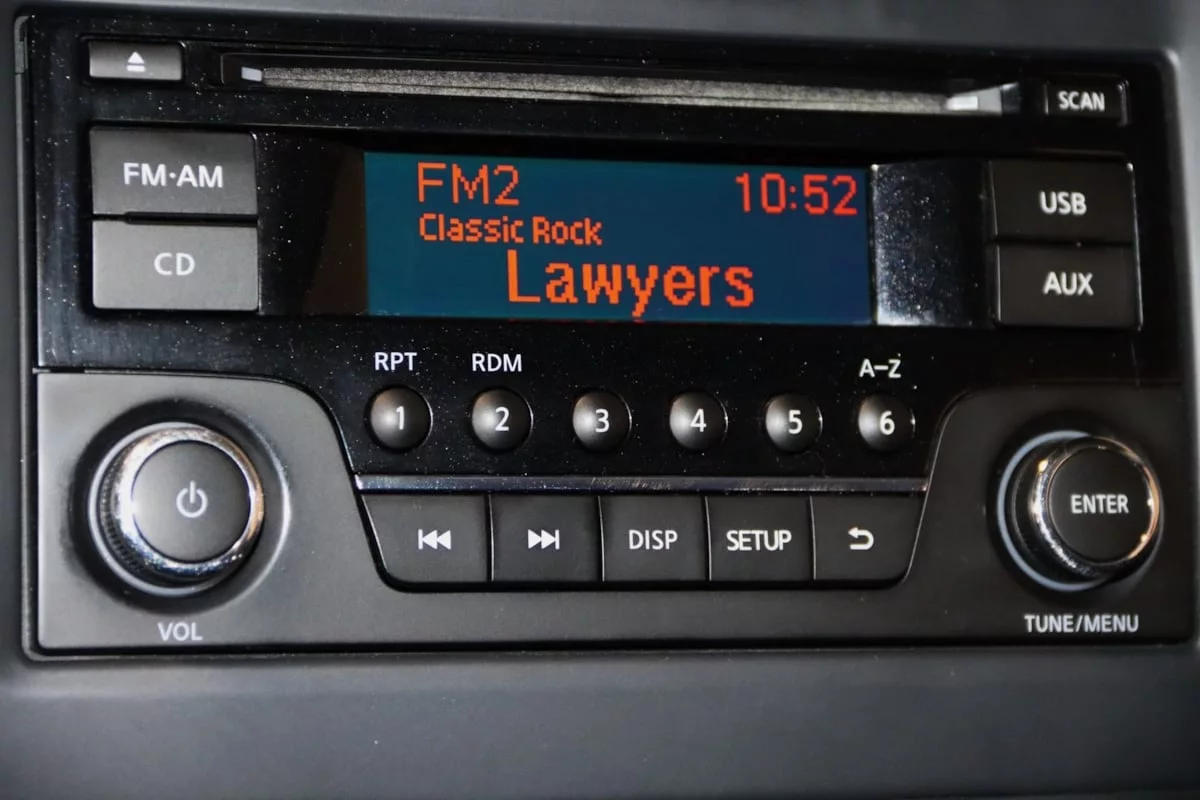 SCAN
FM·AM
CD
FM2 10:52
Classic Rock
Lawyers
USB
AUX
RPT RDM A-Z
1 2 3 4 5 6
DISP SETUP
ENTER
VOL
TUNE/MENU